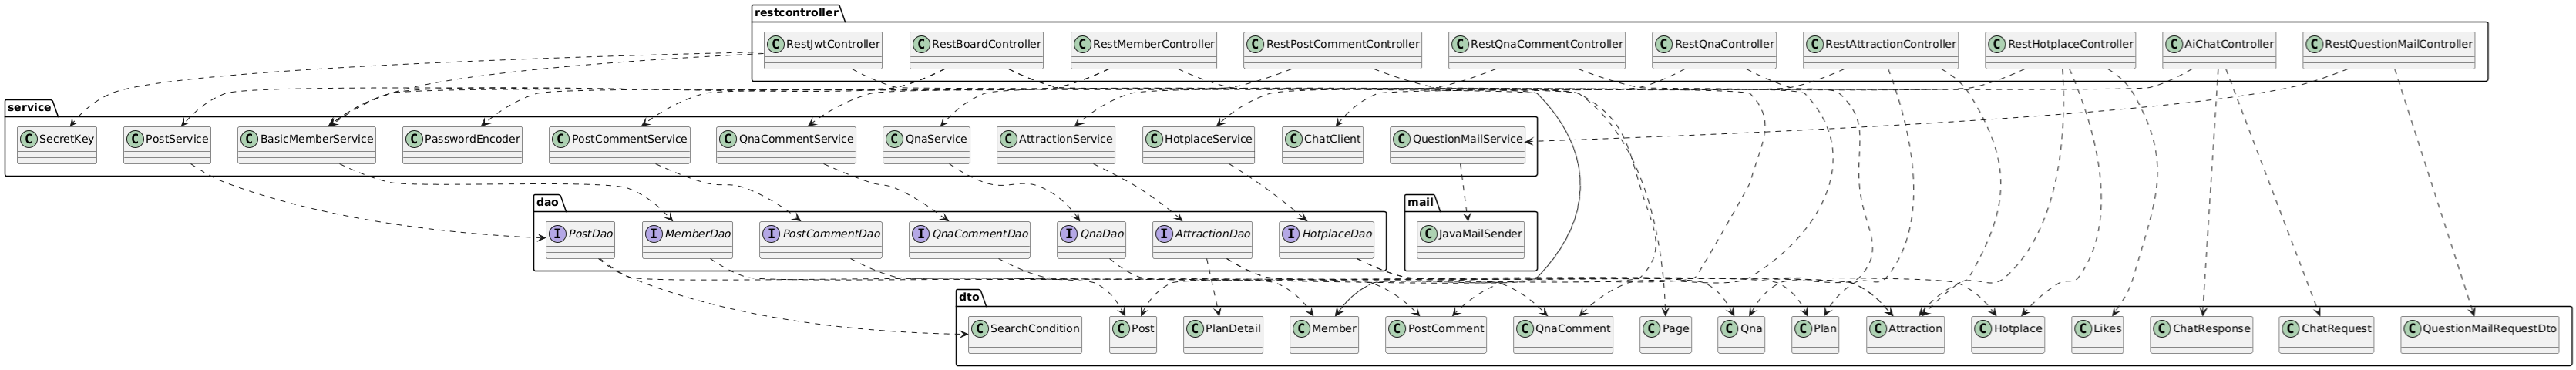 restcontroller
C RestJwtController
C RestBoardController
C RestMemberController
C RestPostCommentController
C RestQnaCommentController
C RestQnaController
C RestAttractionController
C RestHotplaceController
C AiChatController
C RestQuestionMailController
service
C SecretKey
C PostService
C BasicMemberService
C PasswordEncoder
C PostCommentService
C QnaCommentService
C QnaService
C AttractionService
C HotplaceService
C ChatClient
C QuestionMailService
dao
I PostDao
I MemberDao
I PostCommentDao
I QnaCommentDao
I QnaDao
I AttractionDao
I HotplaceDao
mail
C JavaMailSender
dto
C SearchCondition
C Post
C PlanDetail
C Member
C PostComment
C QnaComment
C Page
C Qna
C Plan
C Attraction
C Hotplace
C Likes
C ChatResponse
C ChatRequest
C QuestionMailRequestDto